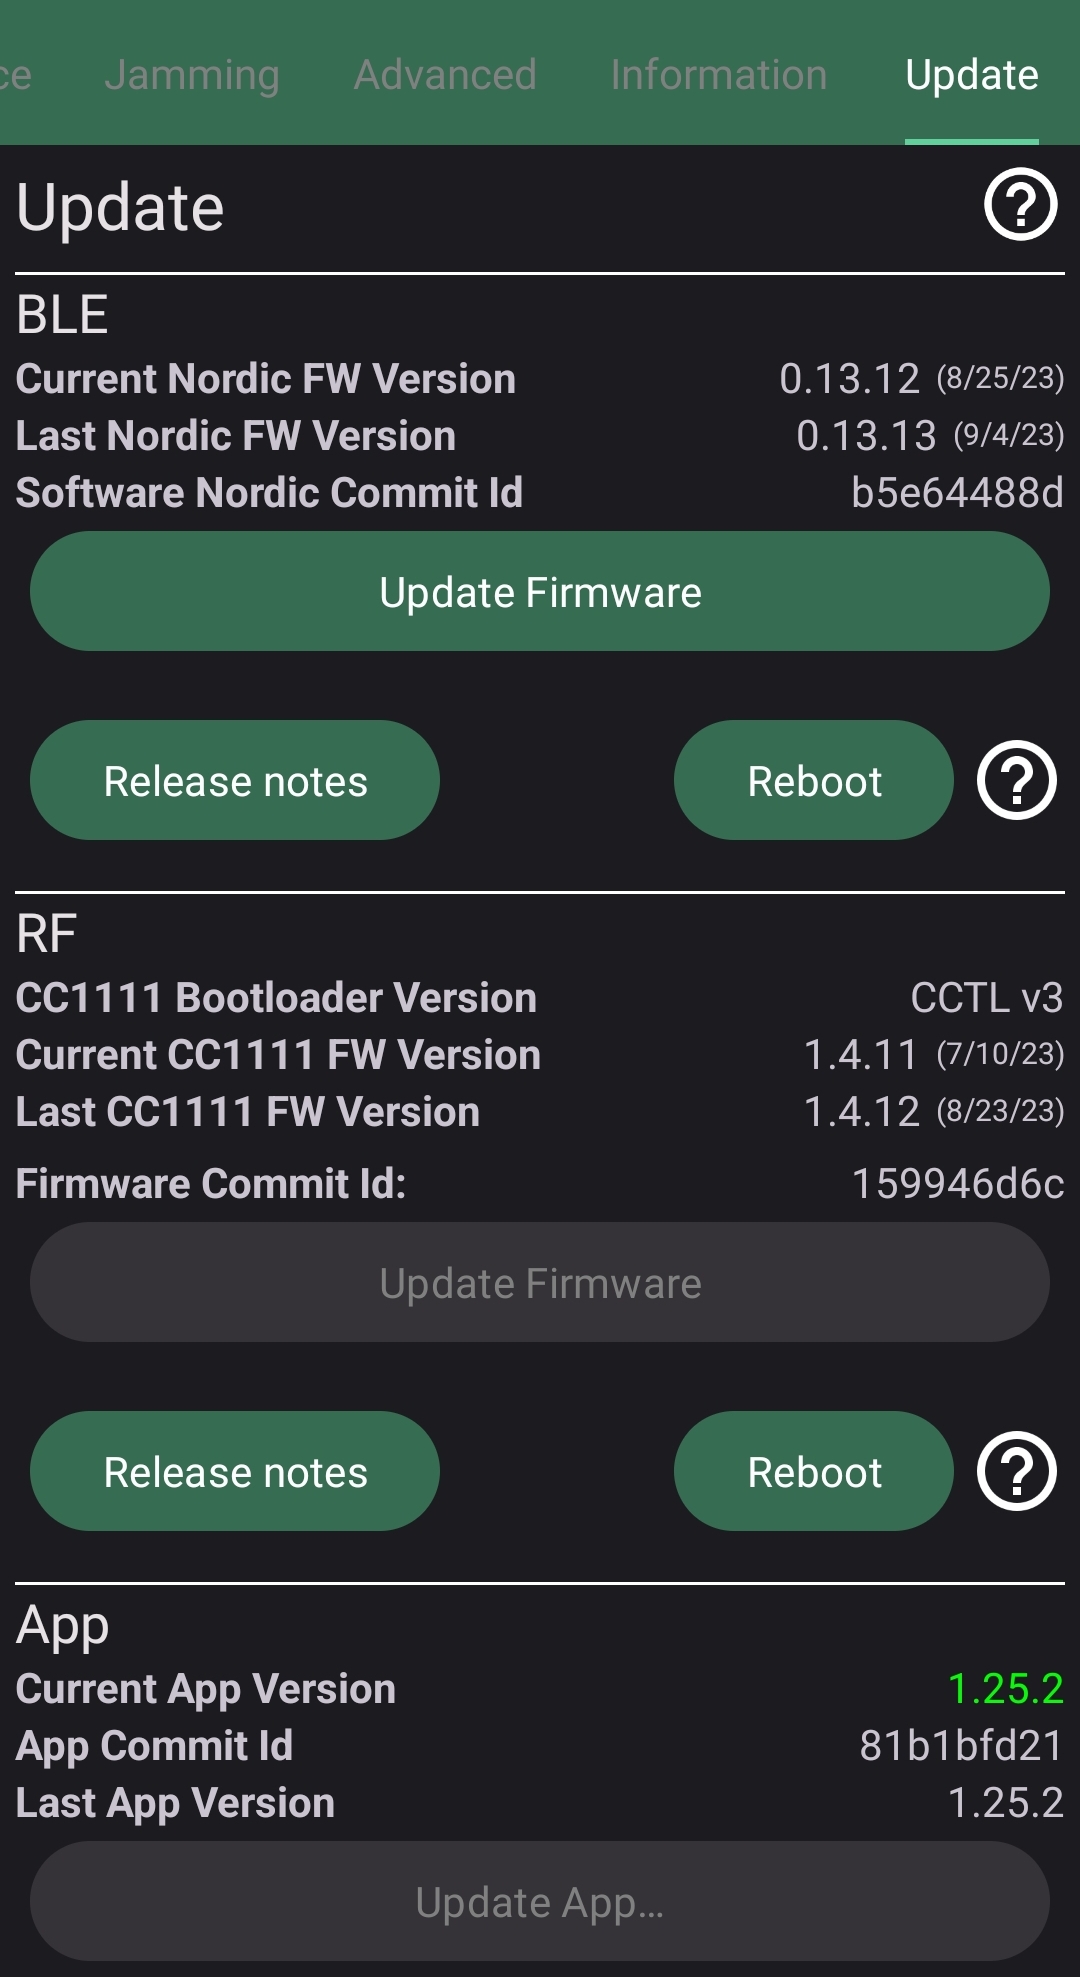 ce Jamming Advanced Information Update
Update
BLE
Current Nordic FW Version 0.13.12 (8/25/23)
Last Nordic FW Version 0.13.13 (9/4/23)
Software Nordic Commit Id b5e64488d
Update Firmware
Release notes Reboot
RF
CC1111 Bootloader Version CCTL v3
Current CC1111 FW Version 1.4.11 (7/10/23)
Last CC1111 FW Version 1.4.12 (8/23/23)
Firmware Commit Id: 159946d6c
Update Firmware
Release notes Reboot
App
Current App Version 1.25.2
App Commit Id 81b1bfd21
Last App Version 1.25.2
Update App...